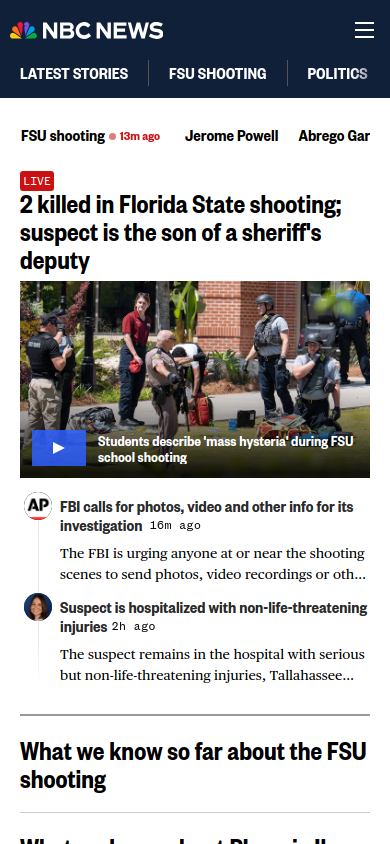 NBC NEWS
LATEST STORIES
FSU SHOOTING
POLITICS
FSU shooting 13m ago
Jerome Powell
Abrego Gar
LIVE
2 killed in Florida State shooting;
suspect is the son of a sheriff's
deputy
Students describe 'mass hysteria' during FSU
school shooting
AP
FBI calls for photos, video and other info for its
investigation 16m ago
The FBI is urging anyone at or near the shooting
scenes to send photos, video recordings or oth...
Suspect is hospitalized with non-life-threatening
injuries 2h ago
The suspect remains in the hospital with serious
but non-life-threatening injuries, Tallahassee...
What we know so far about the FSU
shooting